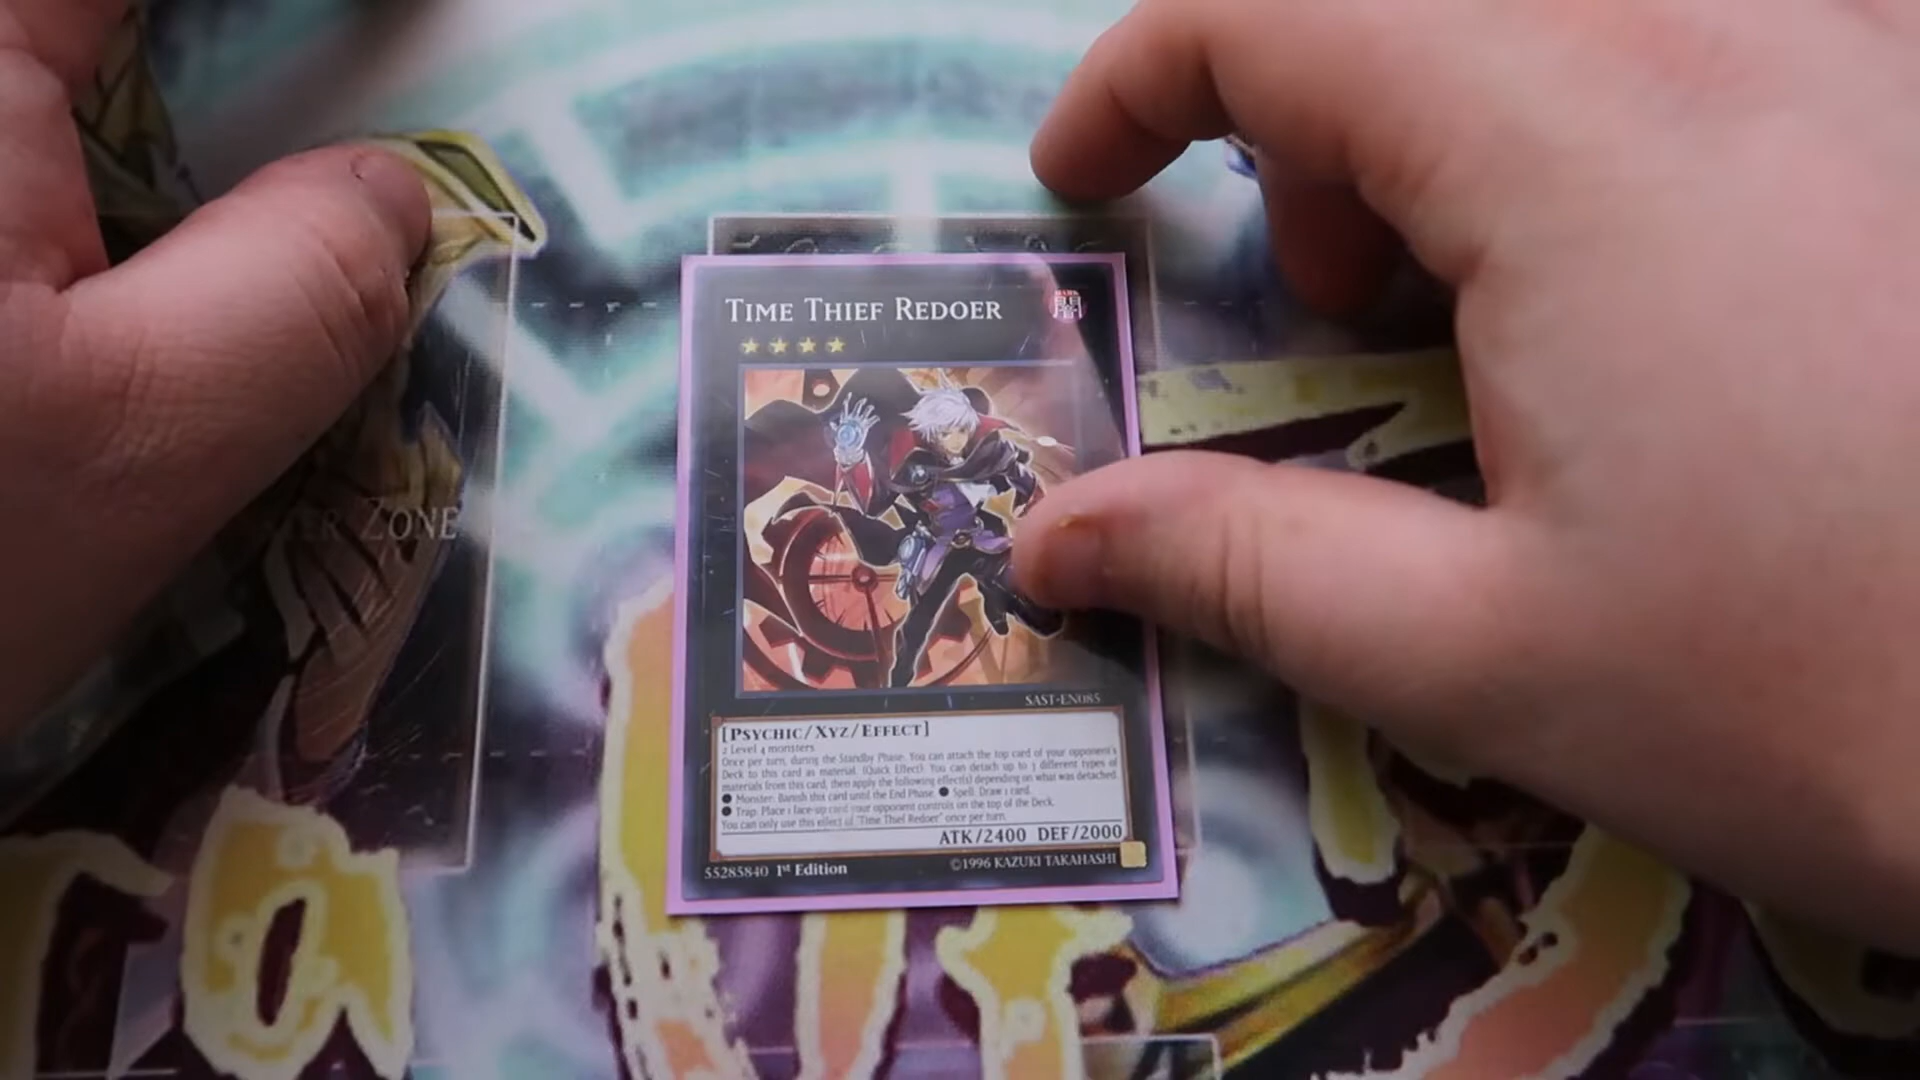 TIME THIEF REDOER
SAST-EN085
[PSYCHIC/XYZ/EFFECT]
2 Level 4 monsters
Once per turn, during the Standby Phase: You can attach the top card of your opponent's
Deck to this card as material. (Quick Effect): You can detach up to 3 different types of
materials from this card, then apply the following effect(s) depending on what was detached.
● Monster: Banish this card until the End Phase. ● Spell: Draw 1 card.
● Trap: Place 1 face-up card your opponent controls on the top of the Deck.
You can only use this effect of "Time Thief Redoer" once per turn.
ATK/2400 DEF/2000
55285840 1st Edition
©1996 KAZUKI TAKAHASHI
ZONE